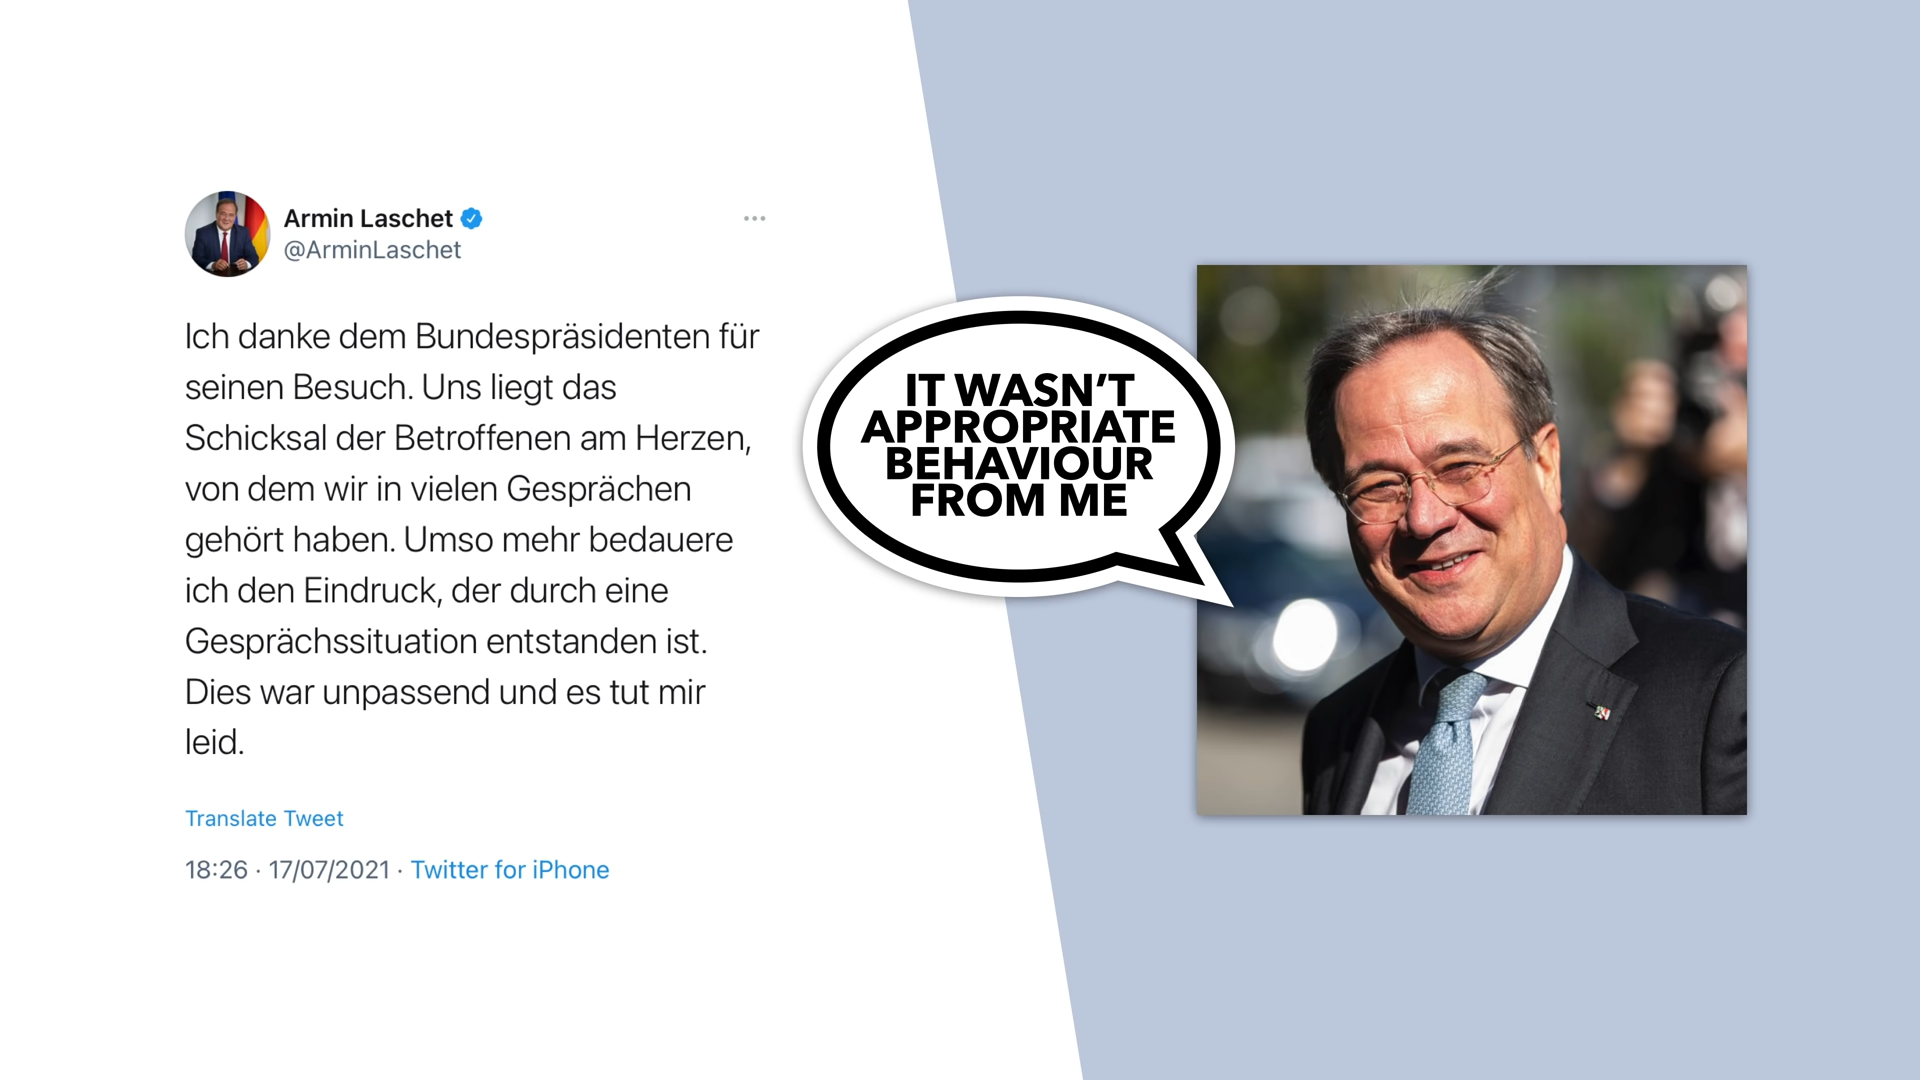 Armin Laschet
@ArminLaschet
Ich danke dem Bundespräsidenten für
seinen Besuch. Uns liegt das
Schicksal der Betroffenen am Herzen,
von dem wir in vielen Gesprächen
gehört haben. Umso mehr bedauere
ich den Eindruck, der durch eine
Gesprächssituation entstanden ist.
Dies war unpassend und es tut mir
leid.
Translate Tweet
18:26 · 17/07/2021 · Twitter for iPhone
IT WASN’T
APPROPRIATE
BEHAVIOUR
FROM ME